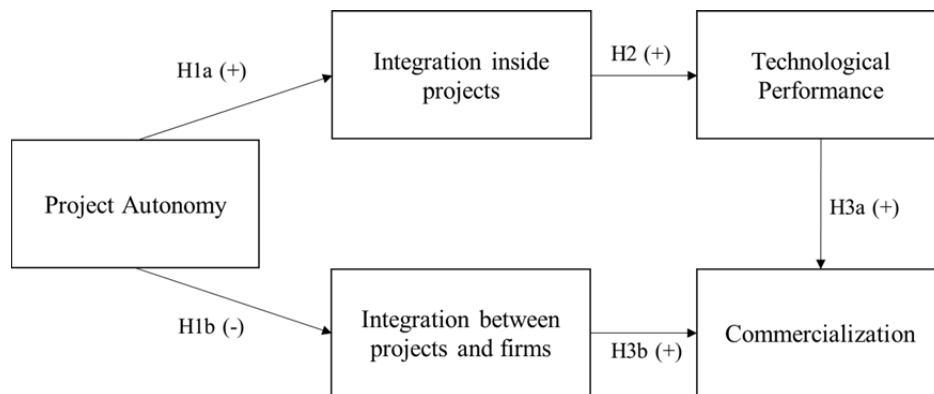 H1a (+)
Integration inside
projects
H2 (+)
Technological
Performance
Project Autonomy
H3a (+)
H1b (-)
Integration between
projects and firms
H3b (+)
Commercialization